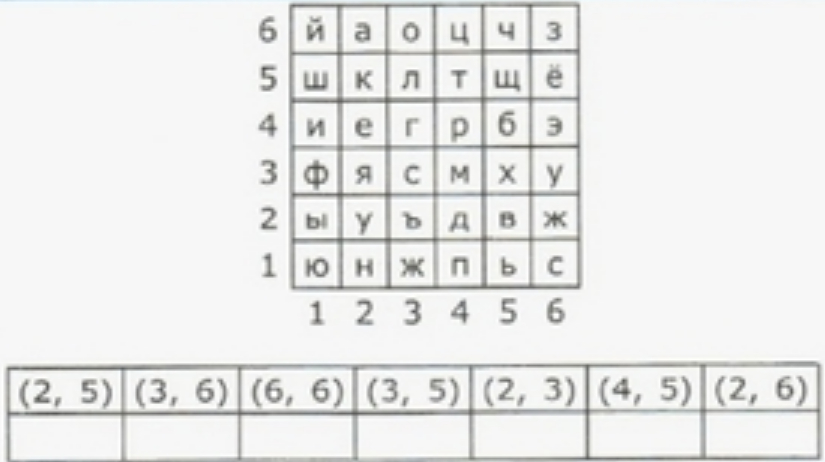 6 й а о ц ч з
5 ш к л т щ ё
4 и е г р б э
3 ф я с м х у
2 ы у ъ д в ж
1 ю н ж п ь с
1 2 3 4 5 6
(2, 5) (3, 6) (6, 6) (3, 5) (2, 3) (4, 5) (2, 6)